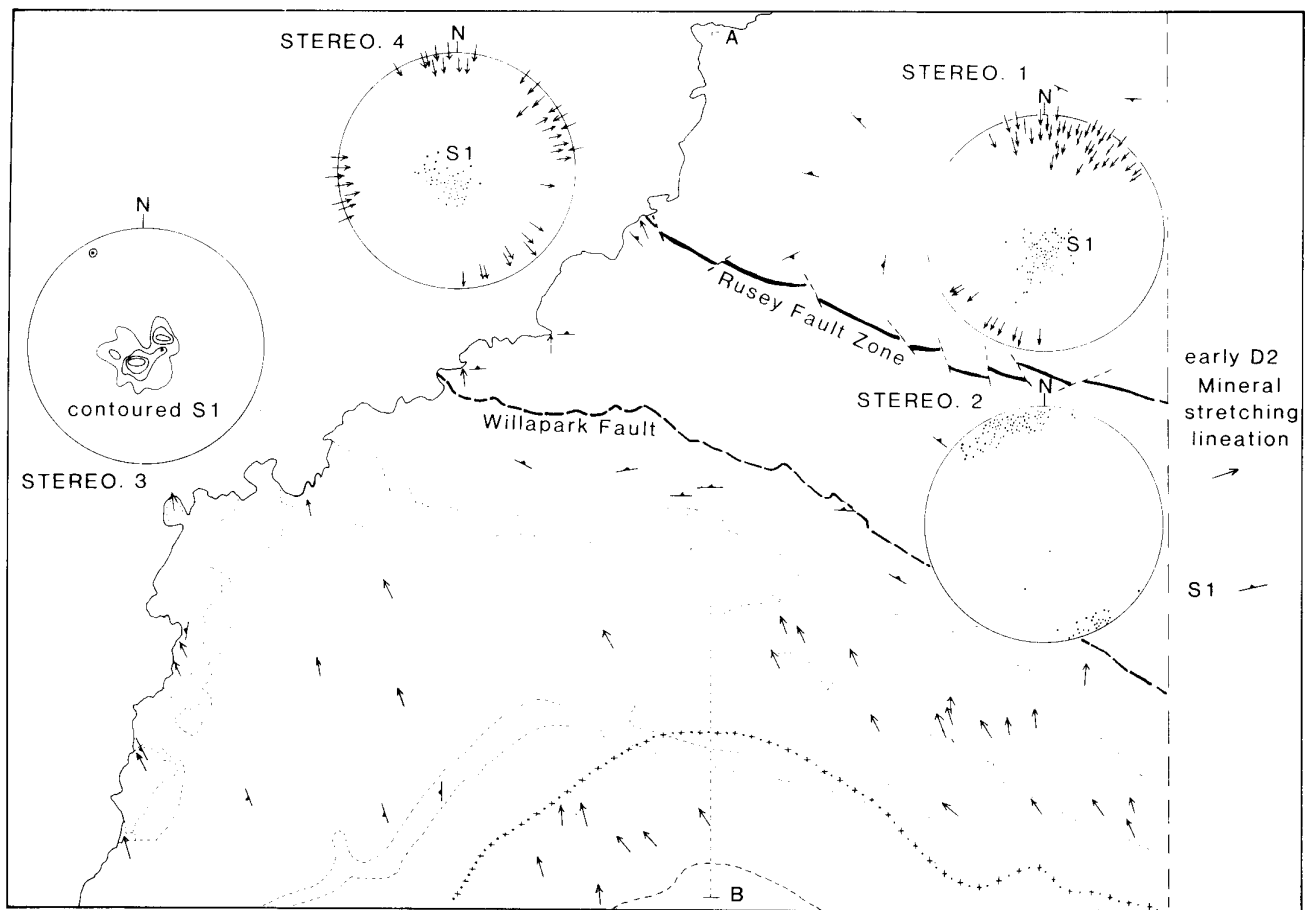 STEREO. 4
N
S1
A
STEREO. 1
N
S1
N
contoured S1
STEREO. 3
Rusey Fault Zone
Willapark Fault
STEREO. 2
N
early D2
Mineral
stretching
lineation
S1
B